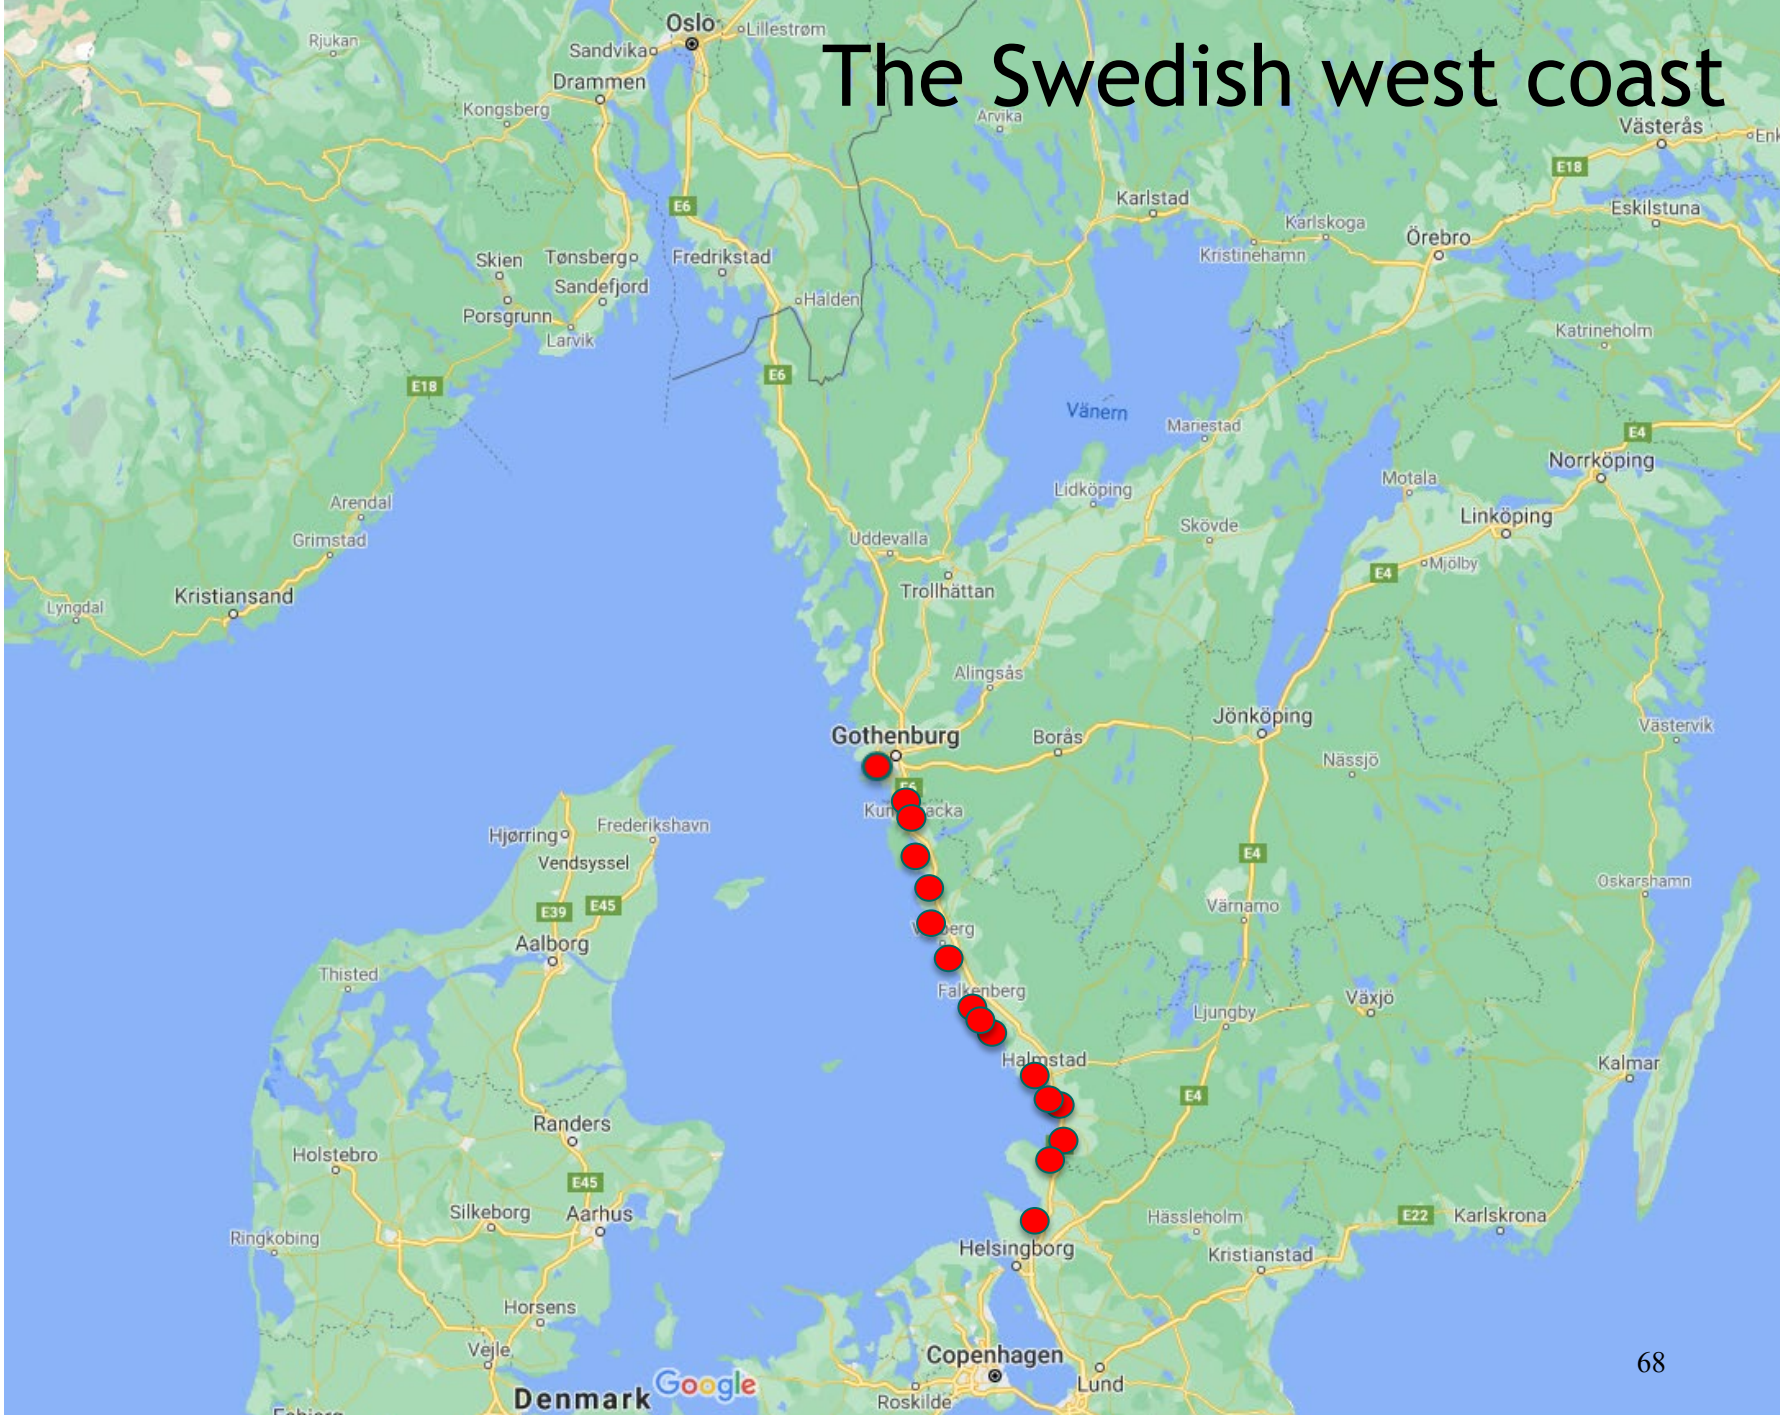 The Swedish west coast
Oslo
Lillestrøm
Rjukan
Sandvika
Drammen
Kongsberg
Arvika
Västerås
E18
Karlstad
Eskilstuna
E6
Karlskoga
Örebro
Kristinehamn
Skien
Tønsberg
Fredrikstad
Sandefjord
Halden
Porsgrunn
Larvik
Katrineholm
E6
E18
Vänern
Mariestad
E4
Norrköping
Motala
Lidköping
Arendal
Linköping
Skövde
Grimstad
Uddevalla
Mjölby
E4
Trollhättan
Kristiansand
Lyngdal
Alingsås
Jönköping
Västervik
Gothenburg
Borås
Nässjö
E6
Hjørring
Frederikshavn
Vendsyssel
E4
Oskarshamn
E39
E45
Värnamo
Aalborg
Thisted
Falkenberg
Växjö
Ljungby
Halmstad
Kalmar
E4
Randers
Holstebro
E45
Silkeborg
Aarhus
Hässleholm
E22
Karlskrona
Ringkøbing
Helsingborg
Kristianstad
Horsens
Vejle
Copenhagen
68
Google
Lund
Denmark
Roskilde